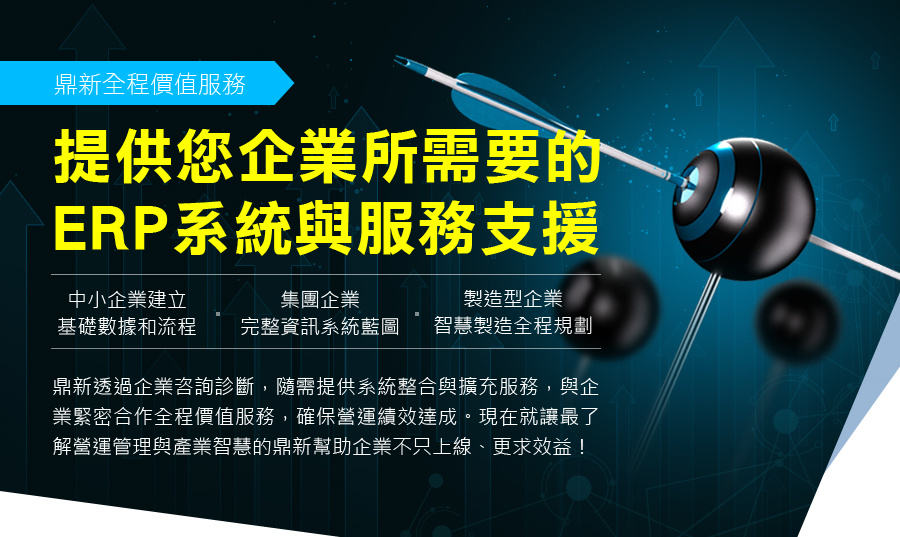 鼎新全程價值服務
提供您企業所需要的
ERP系統與服務支援
中小企業建立
基礎數據和流程
·
集團企業
完整資訊系統藍圖
·
製造型企業
智慧製造全程規劃
鼎新透過企業咨詢診斷，隨需提供系統整合與擴充服務，與企
業緊密合作全程價值服務，確保營運績效達成。現在就讓最了
解營運管理與產業智慧的鼎新幫助企業不只上線、更求效益！